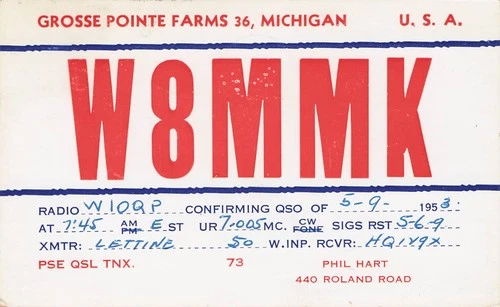 GROSSE POINTE FARMS 36, MICHIGAN U. S. A.
W8MMK
RADIO W1OQP CONFIRMING QSO OF 5-9- 1953.
AT 7:45 AM PM E ST UR 7.005 MC. CW FONE SIGS RST 5-6-9
XMTR: LETTINE 50 W.INP. RCVR: HQ129X
PSE QSL TNX. 73 PHIL HART
440 ROLAND ROAD